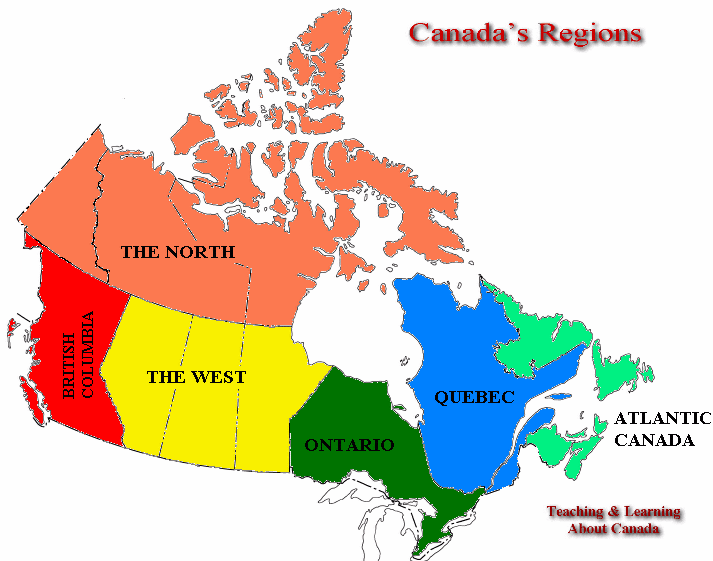 Canada's Regions
THE NORTH
BRITISH
COLUMBIA
THE WEST
ONTARIO
QUEBEC
ATLANTIC
CANADA
Teaching & Learning
About Canada